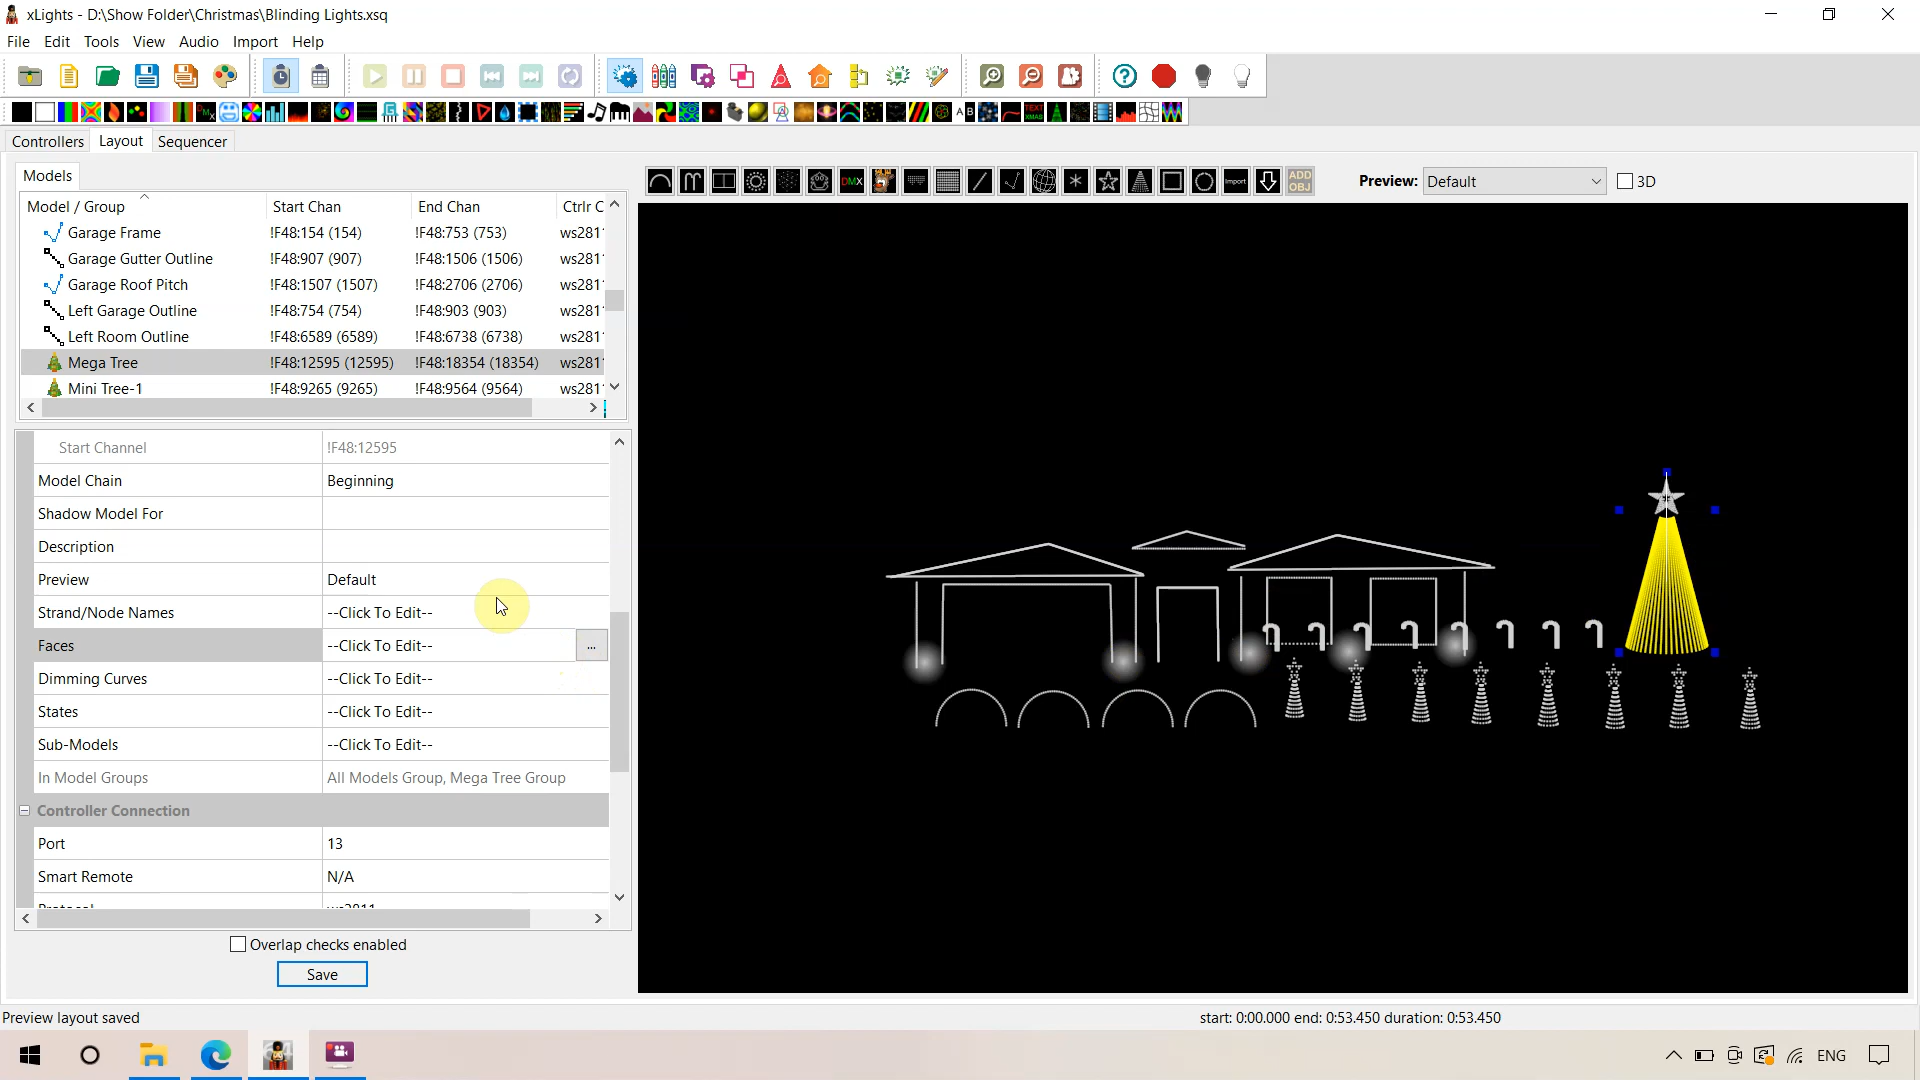 xLights - D:\Show Folder\Christmas\Blinding Lights.xsq
File Edit Tools View Audio Import Help
Controllers Layout Sequencer
Models
Import
ADD OBJ
Preview: Default 3D
Model / Group Start Chan End Chan Ctrlr C
Garage Frame !F48:154 (154) !F48:753 (753) ws281
Garage Gutter Outline !F48:907 (907) !F48:1506 (1506) ws281
Garage Roof Pitch !F48:1507 (1507) !F48:2706 (2706) ws281
Left Garage Outline !F48:754 (754) !F48:903 (903) ws281
Left Room Outline !F48:6589 (6589) !F48:6738 (6738) ws281
Mega Tree !F48:12595 (12595) !F48:18354 (18354) ws281
Mini Tree-1 !F48:9265 (9265) !F48:9564 (9564) ws281
Start Channel !F48:12595
Model Chain Beginning
Shadow Model For
Description
Preview Default
Strand/Node Names --Click To Edit--
Faces --Click To Edit-- ...
Dimming Curves --Click To Edit--
States --Click To Edit--
Sub-Models --Click To Edit--
In Model Groups All Models Group, Mega Tree Group
Controller Connection
Port 13
Smart Remote N/A
Protocol ws2811
Overlap checks enabled
Save
Preview layout saved
start: 0:00.000 end: 0:53.450 duration: 0:53.450
ENG